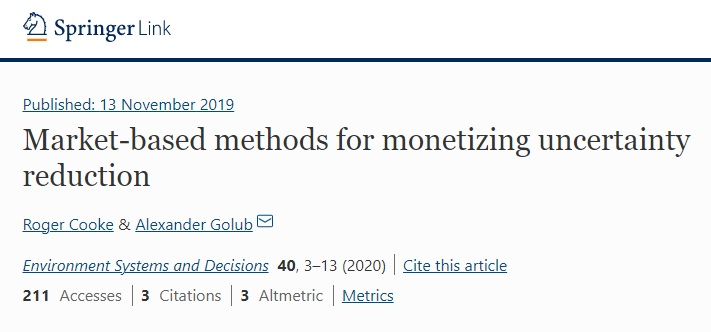 Springer Link
Published: 13 November 2019
Market-based methods for monetizing uncertainty
reduction
Roger Cooke & Alexander Golub
Environment Systems and Decisions 40, 3–13 (2020) | Cite this article
211 Accesses | 3 Citations | 3 Altmetric | Metrics